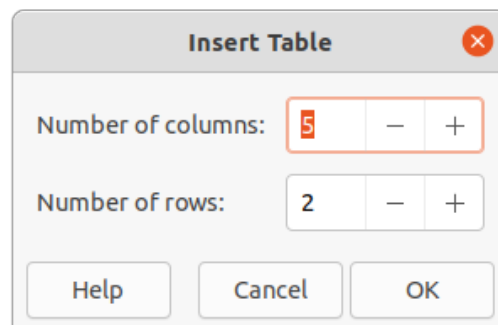 Insert Table
Number of columns: 5 − +
Number of rows: 2 − +
Help Cancel OK